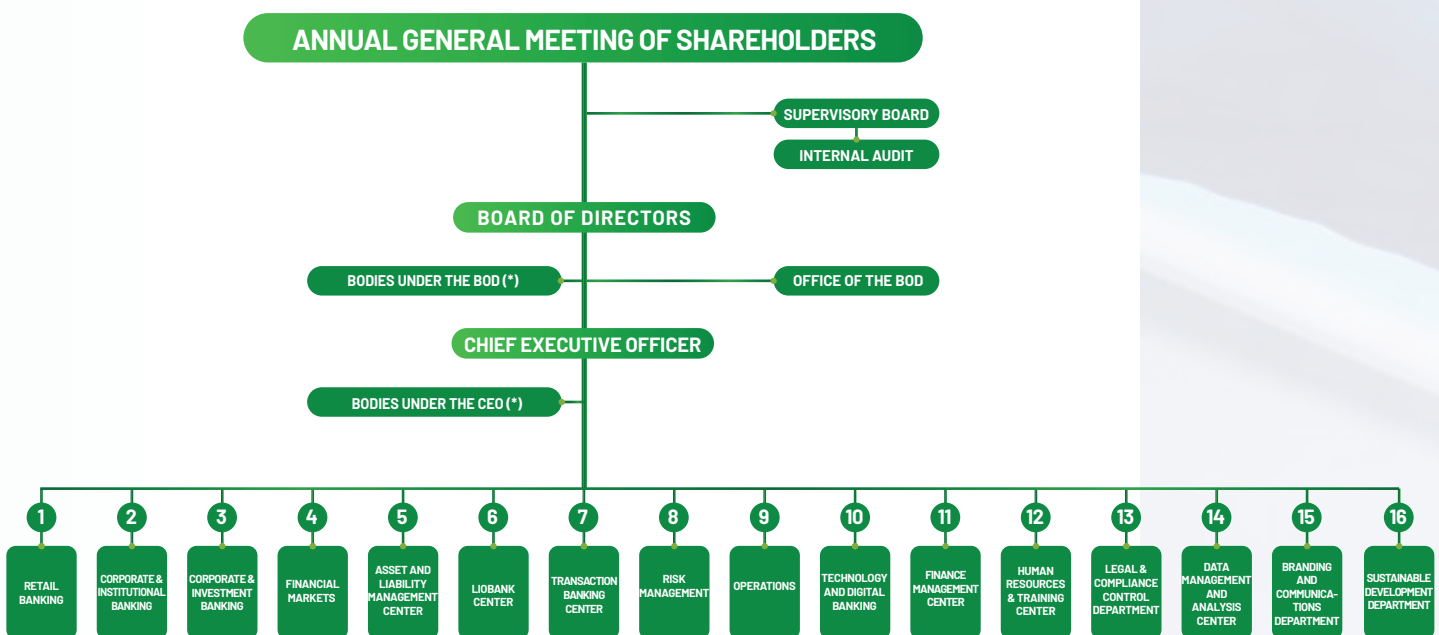 ANNUAL GENERAL MEETING OF SHAREHOLDERS
SUPERVISORY BOARD
INTERNAL AUDIT
BOARD OF DIRECTORS
BODIES UNDER THE BOD (*)
OFFICE OF THE BOD
CHIEF EXECUTIVE OFFICER
BODIES UNDER THE CEO (*)
1
RETAIL
BANKING
2
CORPORATE &
INSTITUTIONAL
BANKING
3
CORPORATE &
INVESTMENT
BANKING
4
FINANCIAL
MARKETS
5
ASSET AND
LIABILITY
MANAGEMENT
CENTER
6
LIOBANK
CENTER
7
TRANSACTION
BANKING
CENTER
8
RISK
MANAGEMENT
9
OPERATIONS
10
TECHNOLOGY
AND DIGITAL
BANKING
11
FINANCE
MANAGEMENT
CENTER
12
HUMAN
RESOURCES
& TRAINING
CENTER
13
LEGAL &
COMPLIANCE
CONTROL
DEPARTMENT
14
DATA
MANAGEMENT
AND
ANALYSIS
CENTER
15
BRANDING
AND
COMMUNICA-
TIONS
DEPARTMENT
16
SUSTAINABLE
DEVELOPMENT
DEPARTMENT